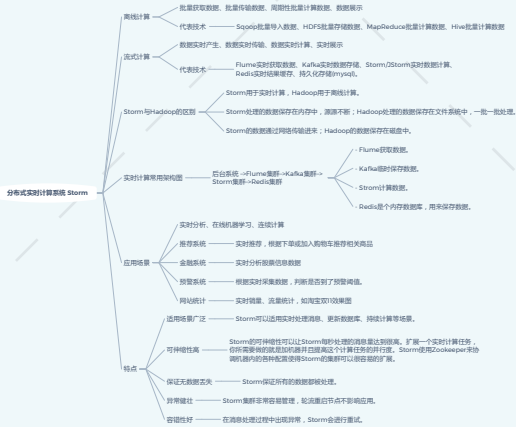 分布式实时计算系统 Storm
离线计算
批量获取数据、批量传输数据、周期性批量计算数据、数据展示
代表技术
Sqoop批量导入数据、HDFS批量存储数据、MapReduce批量计算数据、Hive批量计算数据
流式计算
数据实时产生、数据实时传输、数据实时计算、实时展示
代表技术
Flume实时获取数据、Kafka实时数据存储、Storm/JStorm实时数据计算、
Redis实时结果缓存、持久化存储(mysql)。
Storm与Hadoop的区别
Storm用于实时计算，Hadoop用于离线计算。
Storm处理的数据保存在内存中，源源不断；Hadoop处理的数据保存在文件系统中，一批一批处理。
Storm的数据通过网络传输进来；Hadoop的数据保存在磁盘中。
实时计算常用架构图
后台系统 ->Flume集群->Kafka集群->
Storm集群->Redis集群
· Flume获取数据。
· Kafka临时保存数据。
· Strom计算数据。
· Redis是个内存数据库，用来保存数据。
应用场景
实时分析、在线机器学习、连续计算
推荐系统
实时推荐，根据下单或加入购物车推荐相关商品
金融系统
实时分析股票信息数据
预警系统
根据实时采集数据，判断是否到了预警阈值。
网站统计
实时销量、流量统计，如淘宝双11效果图
特点
适用场景广泛
Storm可以适用实时处理消息、更新数据库、持续计算等场景。
可伸缩性高
Storm的可伸缩性可以让Storm每秒处理的消息量达到很高。扩展一个实时计算任务，
你所需要做的就是加机器并且提高这个计算任务的并行度。Storm使用Zookeeper来协
调机器内的各种配置使得Storm的集群可以很容易的扩展。
保证无数据丢失
Storm保证所有的数据都被处理。
异常健壮
Storm集群非常容易管理，轮流重启节点不影响应用。
容错性好
在消息处理过程中出现异常，Storm会进行重试。